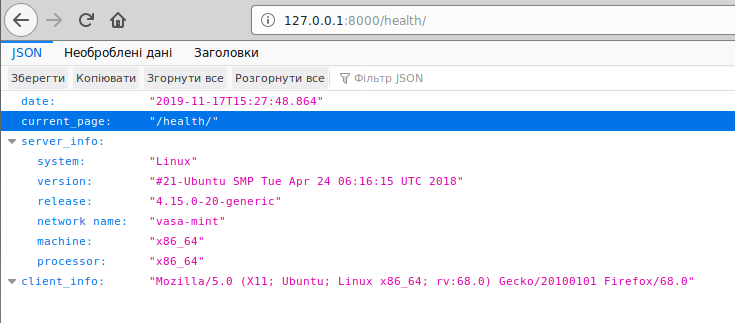 127.0.0.1:8000/health/
JSON Необроблені дані Заголовки
Зберегти Копіювати Згорнути все Розгорнути все Фільтр JSON
date: "2019-11-17T15:27:48.864"
current_page: "/health/"
server_info:
system: "Linux"
version: "#21-Ubuntu SMP Tue Apr 24 06:16:15 UTC 2018"
release: "4.15.0-20-generic"
network name: "vasa-mint"
machine: "x86_64"
processor: "x86_64"
client_info: "Mozilla/5.0 (X11; Ubuntu; Linux x86_64; rv:68.0) Gecko/20100101 Firefox/68.0"